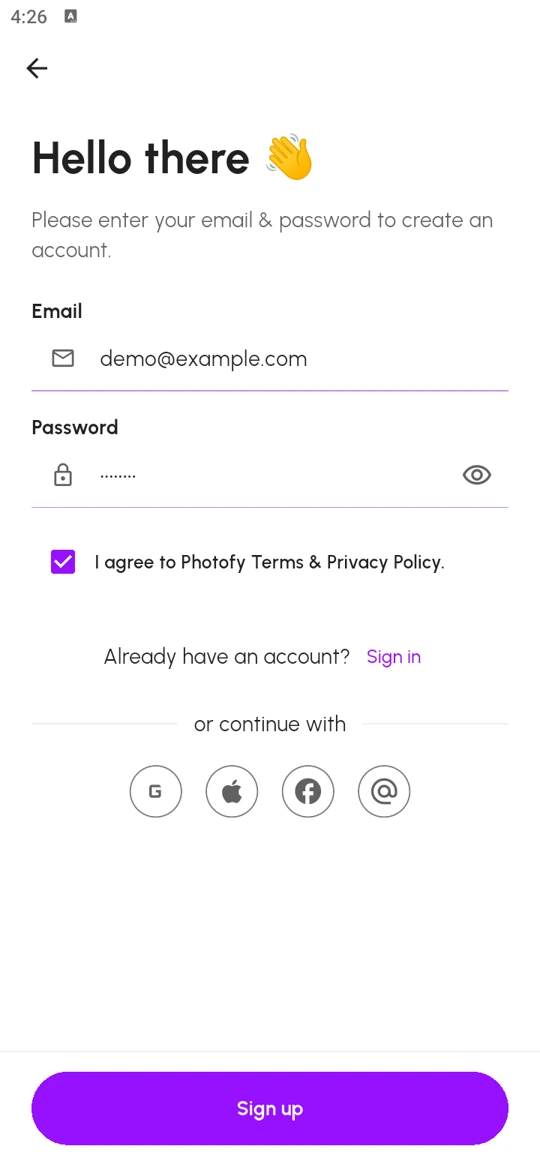 4:26
Hello there 👋
Please enter your email & password to create an
account.
Email
demo@example.com
Password
········
I agree to Photofy Terms & Privacy Policy.
Already have an account? Sign in
or continue with
G
Sign up